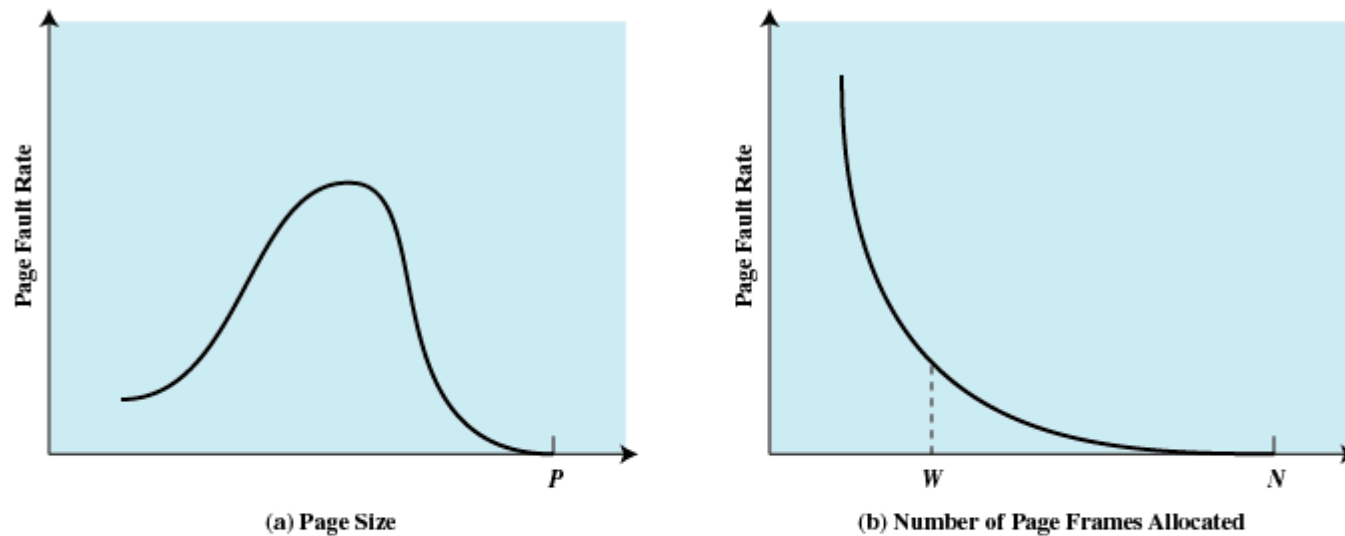 Page Fault Rate
P
(a) Page Size
Page Fault Rate
W
N
(b) Number of Page Frames Allocated